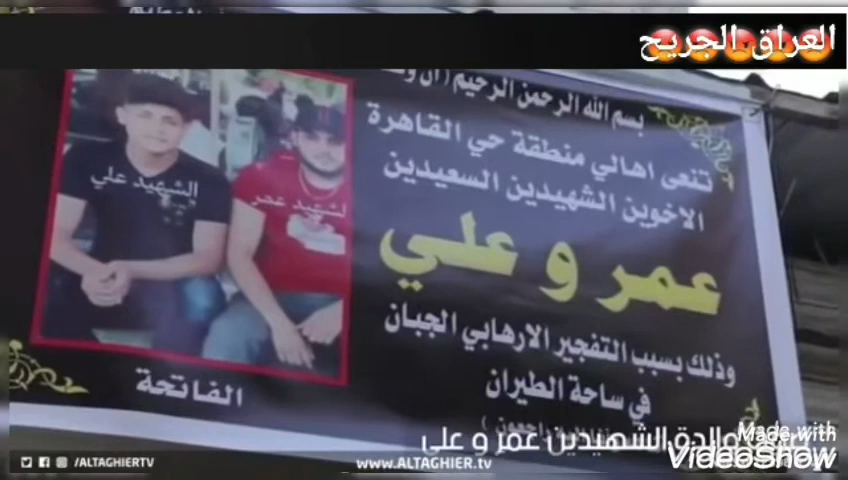 العراق الجريح
بسم الله الرحمن الرحيم
تنعى اهالي منطقة حي القاهرة
الاخوين الشهيدين السعيدين
عمر و علي
وذلك بسبب التفجير الارهابي الجبان
في ساحة الطيران
راجعون )
الشهيد علي
الشهيد عمر
الفاتحة
والدة الشهيدين عمر و علي
Made with
VideoShow
/ALTAGHIERTV
www.ALTAGHIER.tv